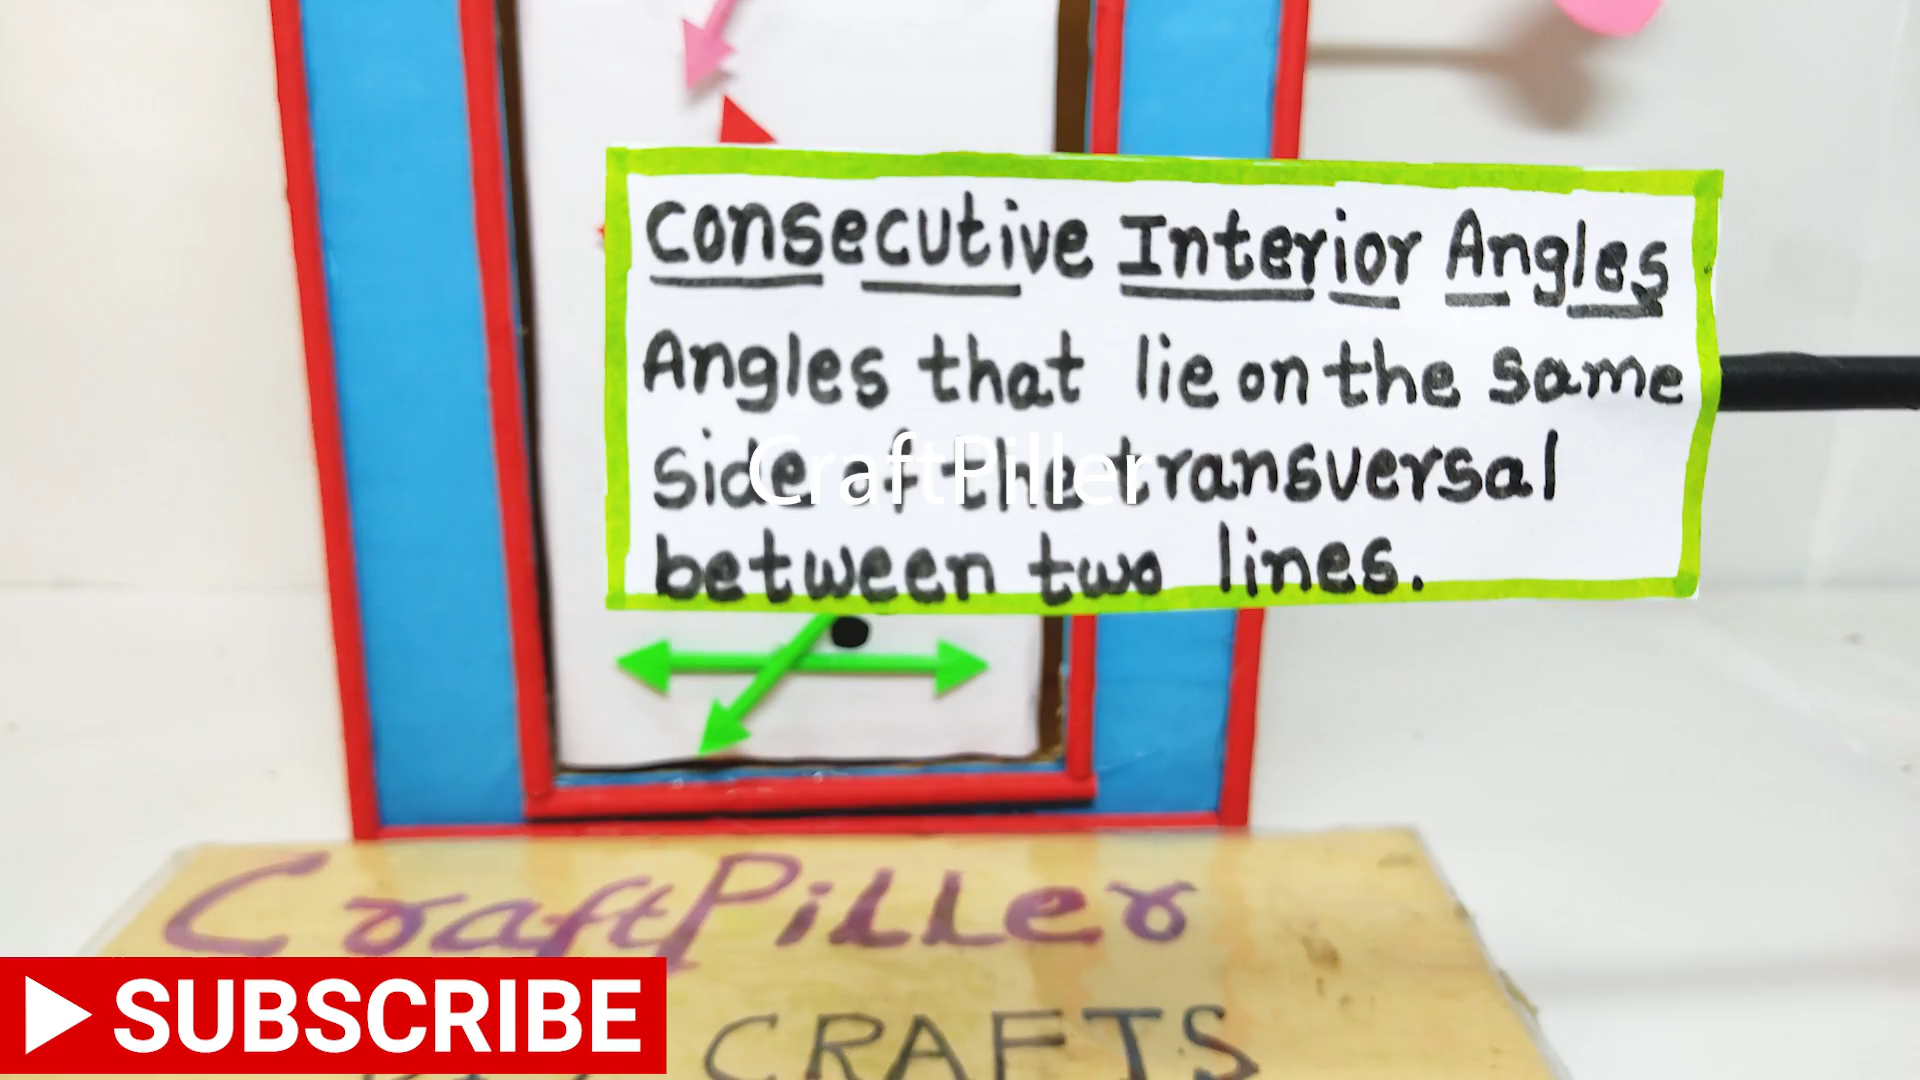 Consecutive Interior Angles
Angles that lie on the same
side of the transversal
between two lines.
CraftPiller
CraftPiller
CRAFTS
SUBSCRIBE